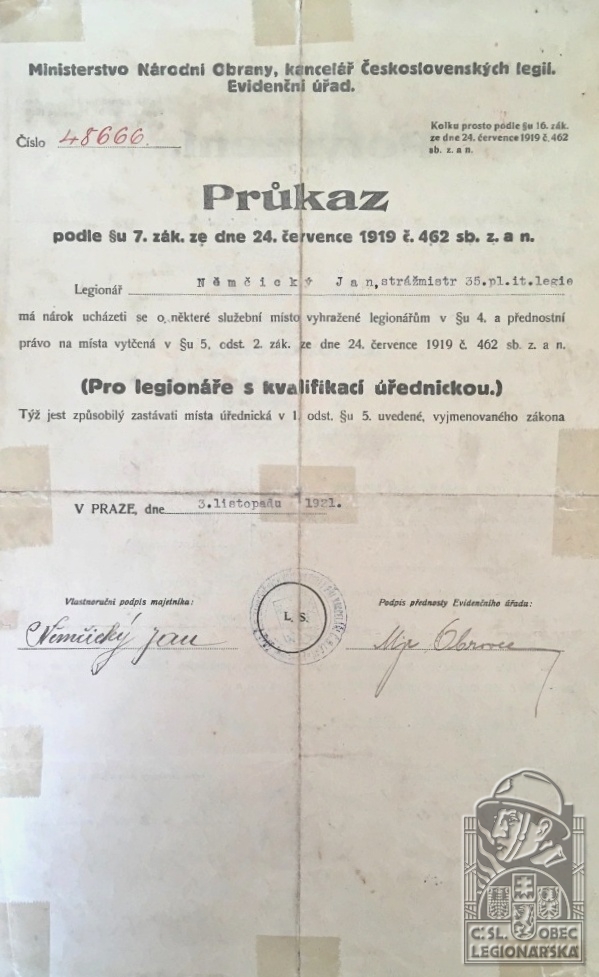 Ministerstvo Národní Obrany, kancelář Československých legií.
Evidenční úřad.
Číslo 48666.
Kolku prosto podle §u 16. zák.
ze dne 24. července 1919 č. 462
sb. z. a n.
Průkaz
podle §u 7. zák. ze dne 24. července 1919 č. 462 sb. z. a n.
Legionář Němčický Jan, strážmistr 35.pl.it.legie
má nárok ucházeti se o některé služební místo vyhražené legionářům v §u 4. a přednostní
právo na místa vytčená v §u 5. odst. 2. zák. ze dne 24. července 1919 č. 462 sb. z. a n.
(Pro legionáře s kvalifikací úřednickou.)
Týž jest způsobilý zastávati místa úřednická v 1. odst. §u 5. uvedené, vyjmenovaného zákona
V PRAZE, dne 3.listopadu 1921.
Vlastnoruční podpis majetníka:
Podpis přednosty Evidenčního úřadu:
Němčický Jan
L. S.
Č.SL. OBEC
LEGIONÁŘSKÁ